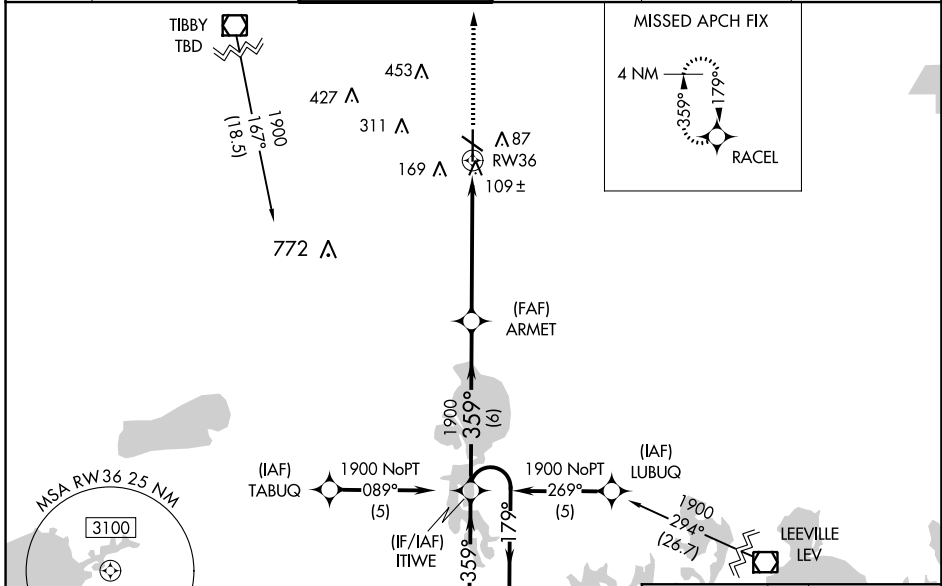 TIBBY
TBD
1900
167°
(18.5)
453
427
311
87
RW36
169
109±
772
MISSED APCH FIX
4 NM
359°
179°
RACEL
(FAF)
ARMET
1900
359°
(6)
(IAF)
TABUQ
1900 NoPT
089°
(5)
1900 NoPT
269°
(5)
(IAF)
LUBUQ
(IF/IAF)
ITIWE
359°
179°
1900
294°
(26.7)
LEEVILLE
LEV
MSA RW36 25 NM
3100